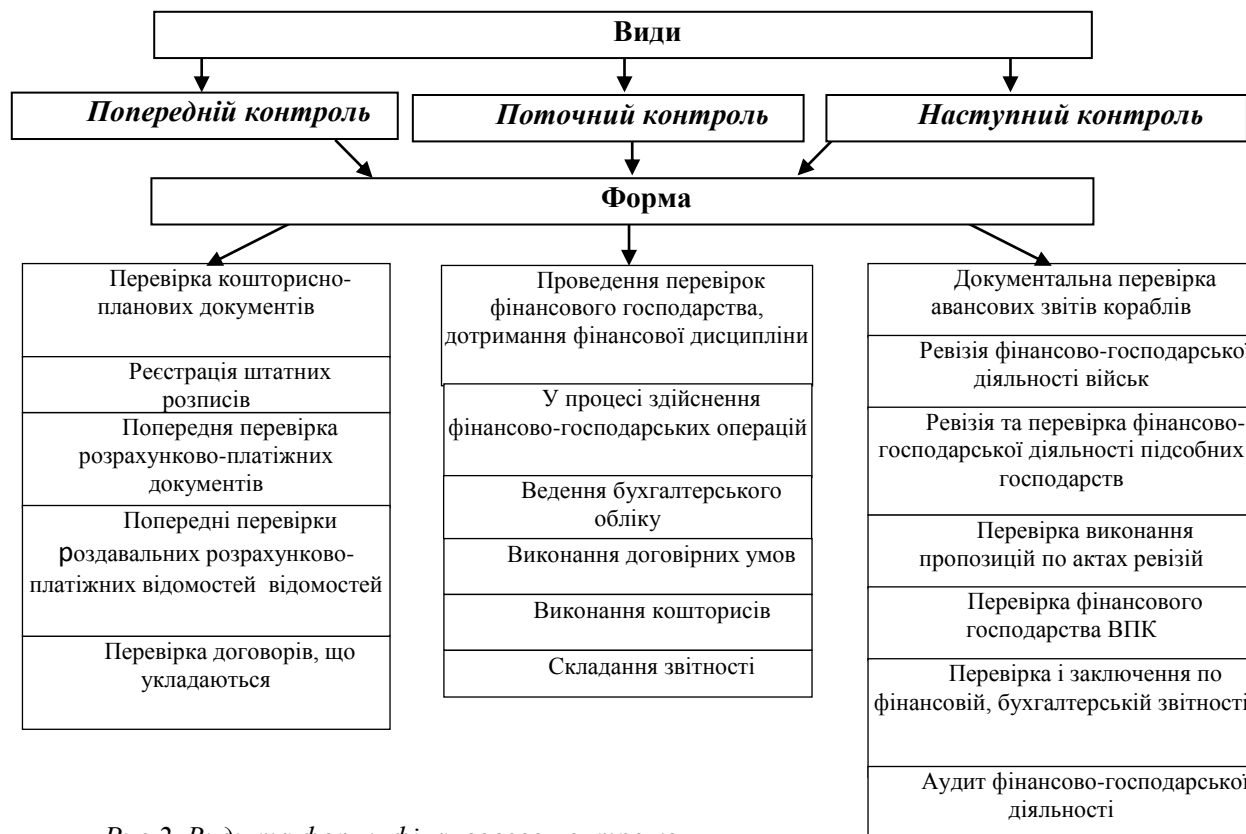 Види
Попередній контроль
Поточний контроль
Наступний контроль
Форма
Перевірка кошторисно-
планових документів
Реєстрація штатних
розписів
Попередня перевірка
розрахунково-платіжних
документів
Попередні перевірки
роздавальних розрахунково-
платіжних відомостей відомостей
Перевірка договорів, що
укладаються
Проведення перевірок
фінансового господарства,
дотримання фінансової дисципліни
У процесі здійснення
фінансово-господарських операцій
Ведення бухгалтерського
обліку
Виконання договірних умов
Виконання кошторисів
Складання звітності
Документальна перевірка
авансових звітів кораблів
Ревізія фінансово-господарської
діяльності військ
Ревізія та перевірка фінансово-
господарської діяльності підсобних
господарств
Перевірка виконання
пропозицій по актах ревізій
Перевірка фінансового
господарства ВПК
Перевірка і заключення по
фінансовій, бухгалтерській звітності
Аудит фінансово-господарської
діяльності